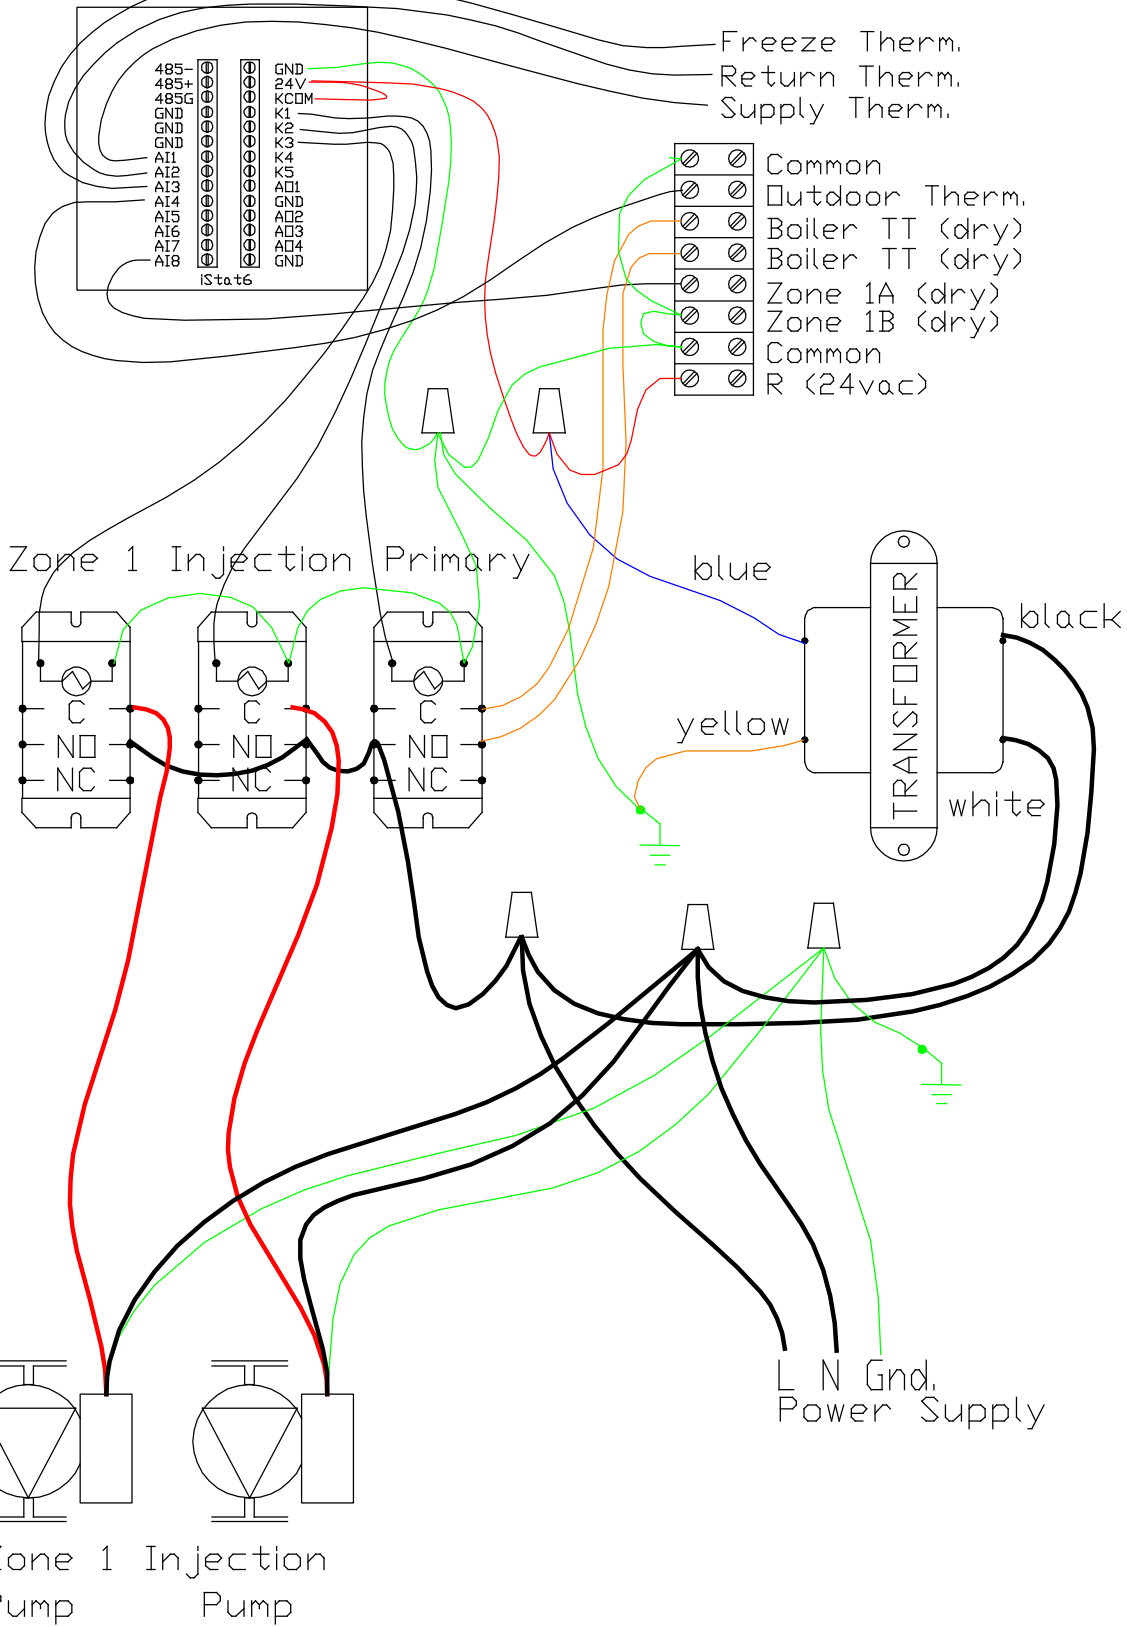 Freeze Therm.
Return Therm.
Supply Therm.
485- GND
485+ 24V
485G KCOM
GND K1
GND K2
GND K3
AI1 K4
AI2 K5
AI3 AO1
AI4 GND
AI5 AO2
AI6 AO3
AI7 AO4
AI8 GND
iStat6
Common
Outdoor Therm.
Boiler TT (dry)
Boiler TT (dry)
Zone 1A (dry)
Zone 1B (dry)
Common
R (24vac)
Zone 1 Injection Primary
blue
TRANSFORMER
black
yellow
white
C C C
NO NO NO
NC NC NC
L N Gnd.
Power Supply
Zone 1 Injection
Pump Pump